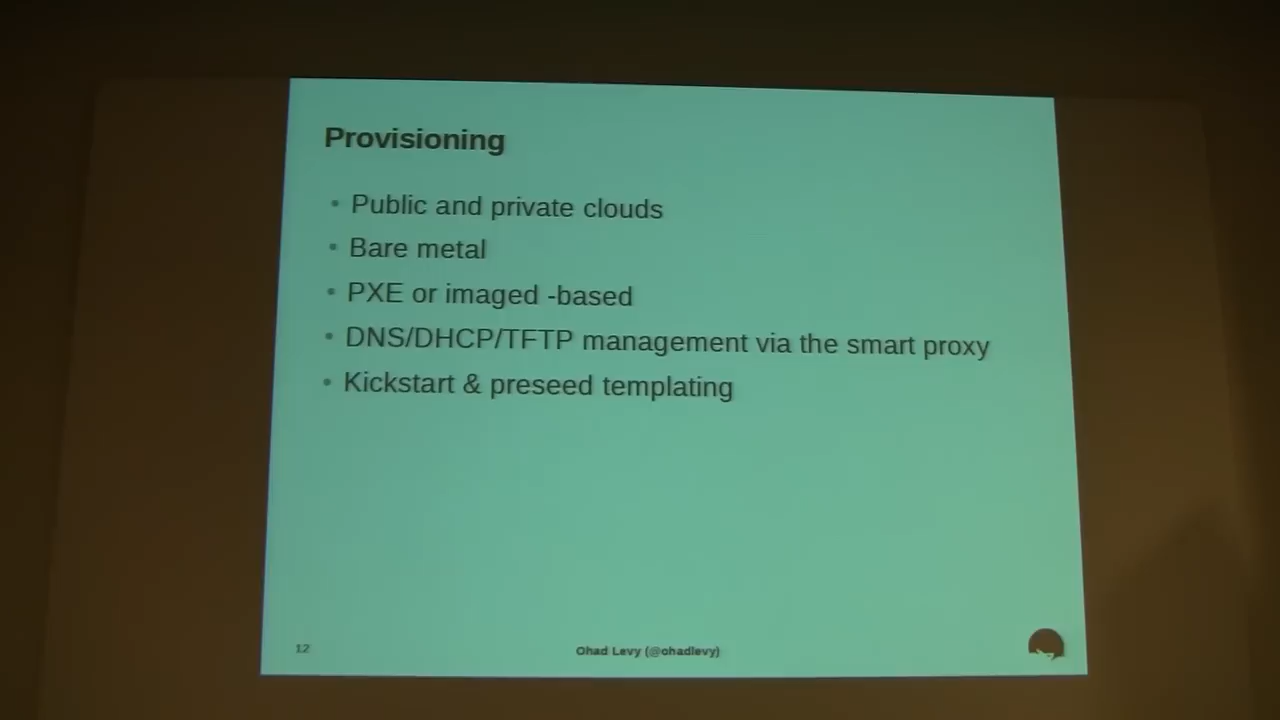 Provisioning
• Public and private clouds
• Bare metal
• PXE or imaged -based
• DNS/DHCP/TFTP management via the smart proxy
• Kickstart & preseed templating
12
Ohad Levy (@ohadlevy)